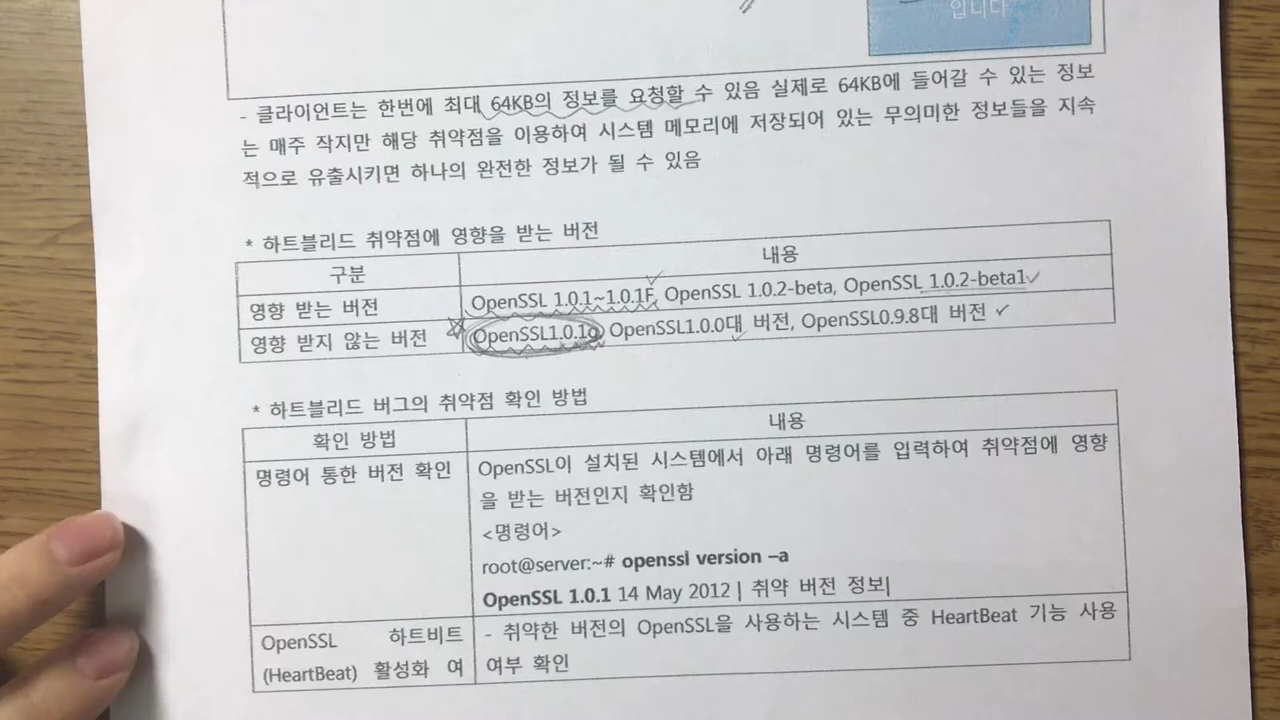 입니다
- 클라이언트는 한번에 최대 64KB의 정보를 요청할 수 있음 실제로 64KB에 들어갈 수 있는 정보
는 매주 작지만 해당 취약점을 이용하여 시스템 메모리에 저장되어 있는 무의미한 정보들을 지속
적으로 유출시키면 하나의 완전한 정보가 될 수 있음
* 하트블리드 취약점에 영향을 받는 버전
구분 내용
영향 받는 버전 OpenSSL 1.0.1~1.0.1F, OpenSSL 1.0.2-beta, OpenSSL 1.0.2-beta1
영향 받지 않는 버전 OpenSSL1.0.1g, OpenSSL1.0.0대 버전, OpenSSL0.9.8대 버전
* 하트블리드 버그의 취약점 확인 방법
확인 방법 내용
명령어 통한 버전 확인 OpenSSL이 설치된 시스템에서 아래 명령어를 입력하여 취약점에 영향
을 받는 버전인지 확인함
<명령어>
root@server:~# openssl version –a
OpenSSL 1.0.1 14 May 2012 | 취약 버전 정보|
OpenSSL 하트비트 - 취약한 버전의 OpenSSL을 사용하는 시스템 중 HeartBeat 기능 사용
(HeartBeat) 활성화 여 여부 확인